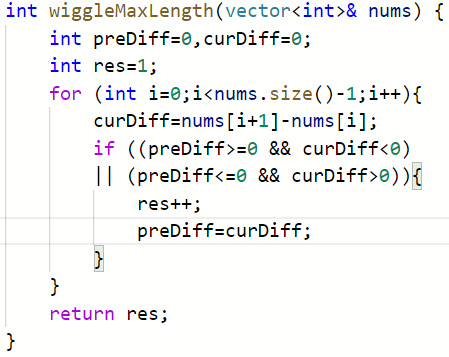 int wiggleMaxLength(vector<int>& nums) {
    int preDiff=0,curDiff=0;
    int res=1;
    for (int i=0;i<nums.size()-1;i++){
        curDiff=nums[i+1]-nums[i];
        if ((preDiff>=0 && curDiff<0)
        || (preDiff<=0 && curDiff>0)){
            res++;
            preDiff=curDiff;
        }
    }
    return res;
}